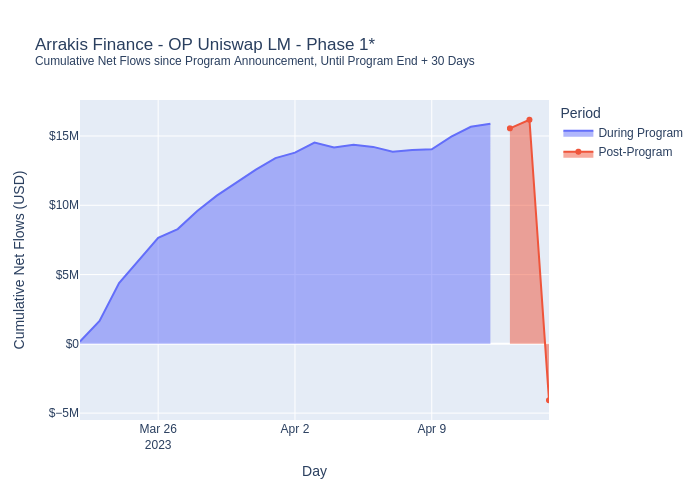 Arrakis Finance - OP Uniswap LM - Phase 1*
Cumulative Net Flows since Program Announcement, Until Program End + 30 Days
Period
During Program
Post-Program
Cumulative Net Flows (USD)
$15M
$10M
$5M
$0
$−5M
Mar 26
2023
Apr 2
Apr 9
Day